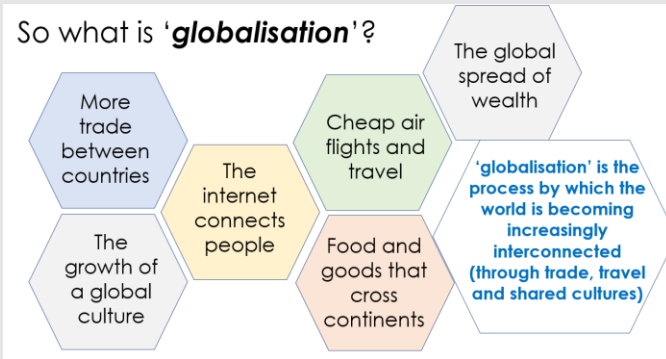 So what is ‘globalisation’?
More
trade
between
countries
The
growth of
a global
culture
The
internet
connects
people
Cheap air
flights and
travel
Food and
goods that
cross
continents
The global
spread of
wealth
‘globalisation’ is the
process by which the
world is becoming
increasingly
interconnected
(through trade, travel
and shared cultures)